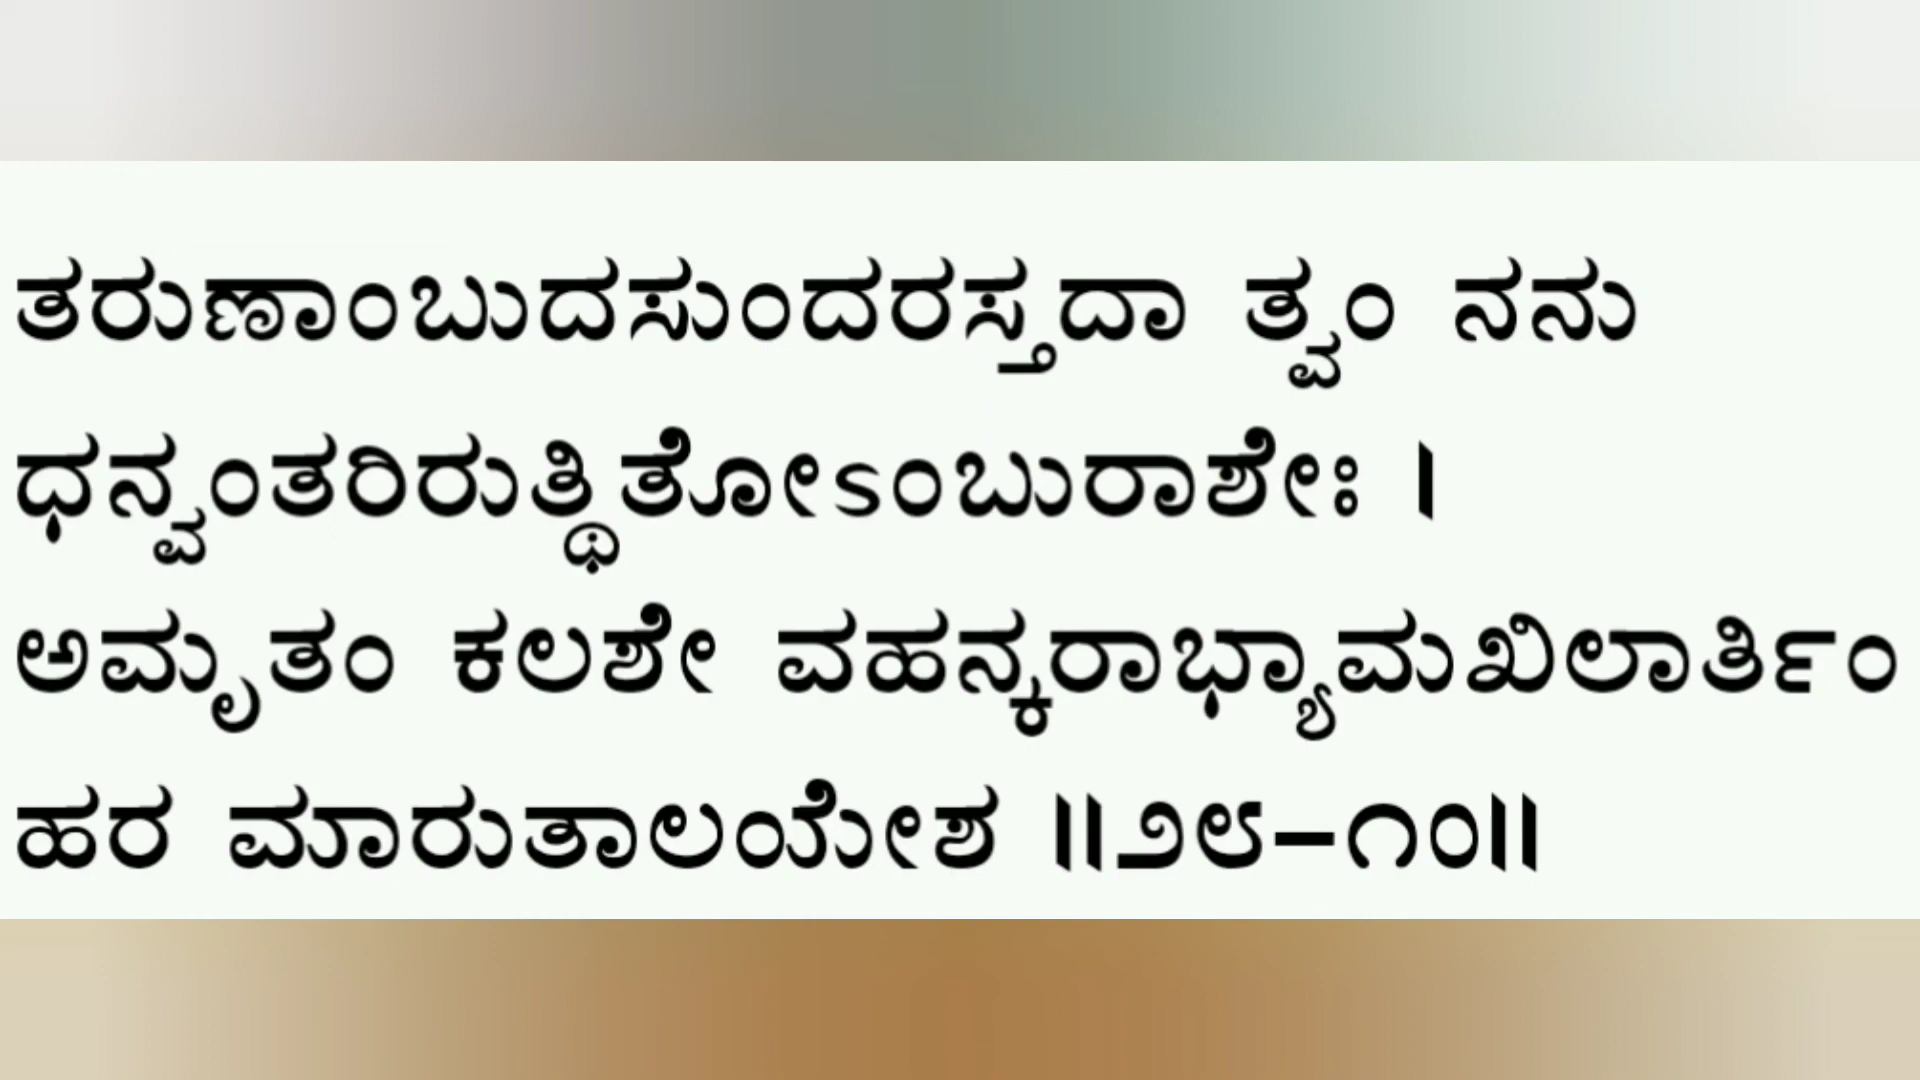 ತರುಣಾಂಬುದಸುಂದರಸ್ತದಾ ತ್ವಂ ನನು
ಧನ್ವಂತರಿರುತ್ಥಿತೋಽಂಬುರಾಶೇಃ ।
ಅಮೃತಂ ಕಲಶೇ ವಹನ್ಕರಾಭ್ಯಾಮಖಿಲಾರ್ತಿಂ
ಹರ ಮಾರುತಾಲಯೇಶ ॥೨೮–೧೦॥